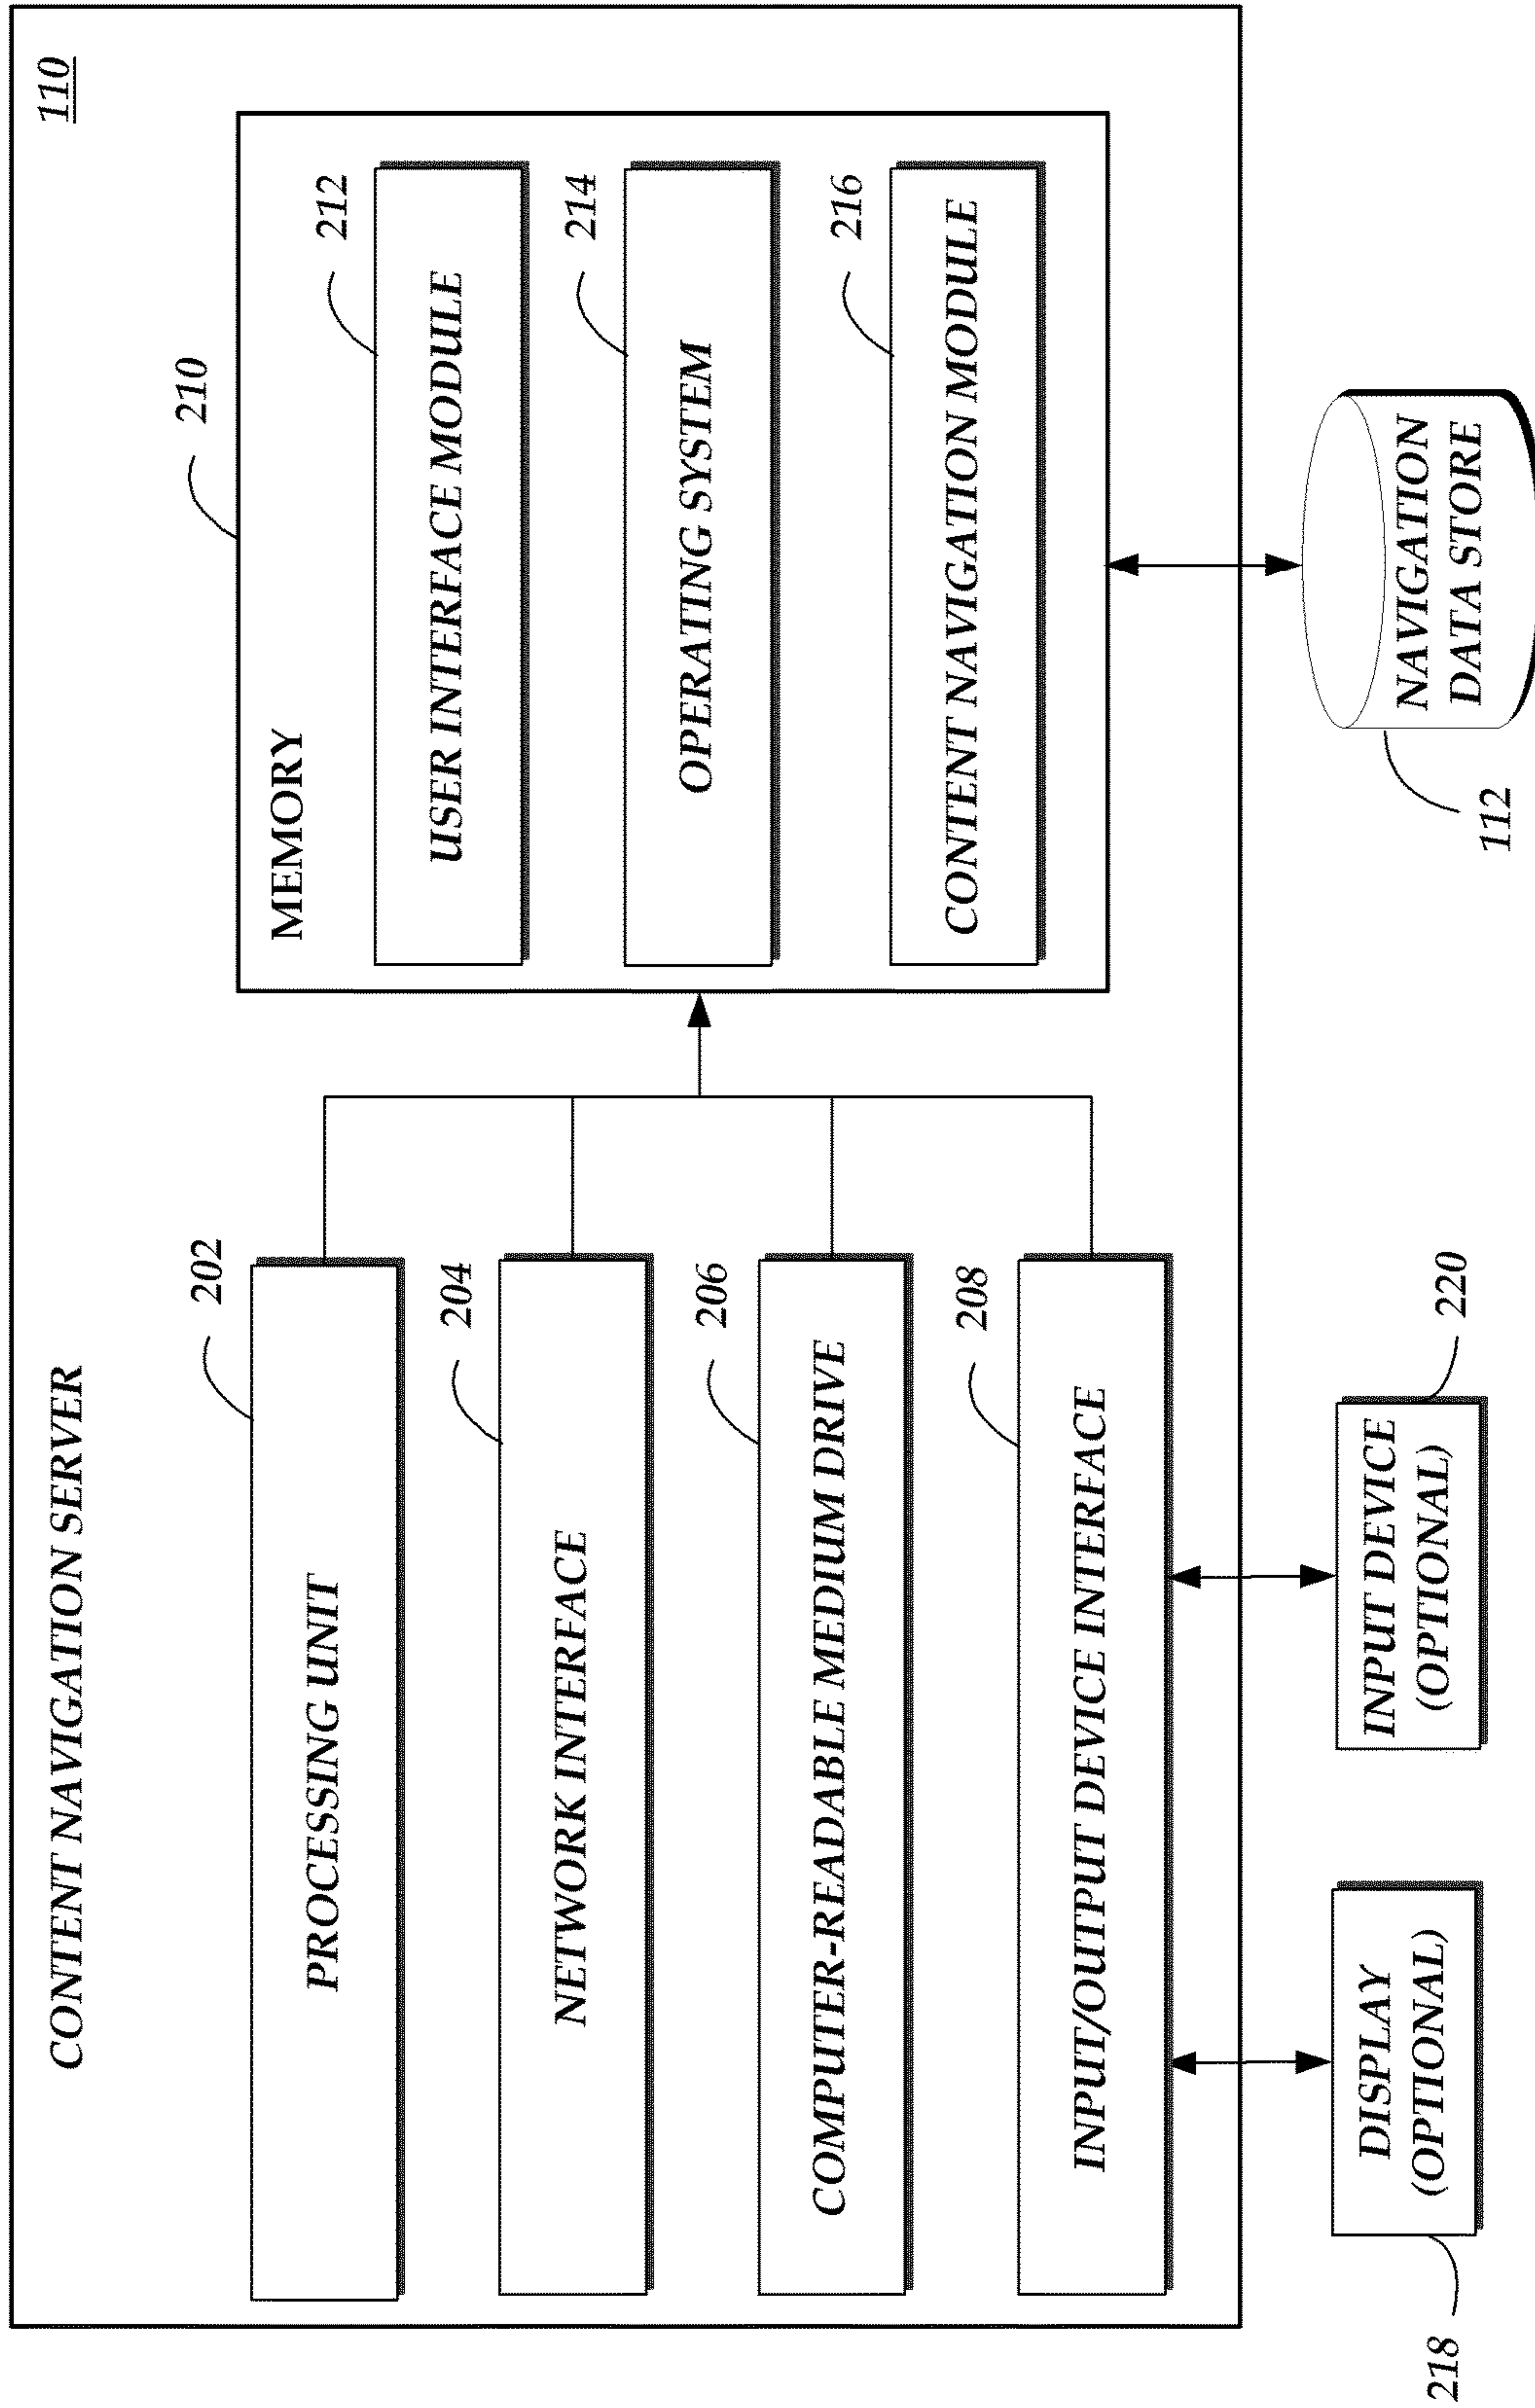 CONTENT NAVIGATION SERVER
110
202
PROCESSING UNIT
204
NETWORK INTERFACE
206
COMPUTER-READABLE MEDIUM DRIVE
208
INPUT/OUTPUT DEVICE INTERFACE
210
MEMORY
212
USER INTERFACE MODULE
214
OPERATING SYSTEM
216
CONTENT NAVIGATION MODULE
218
DISPLAY
(OPTIONAL)
INPUT DEVICE
(OPTIONAL)
220
112
NAVIGATION
DATA STORE